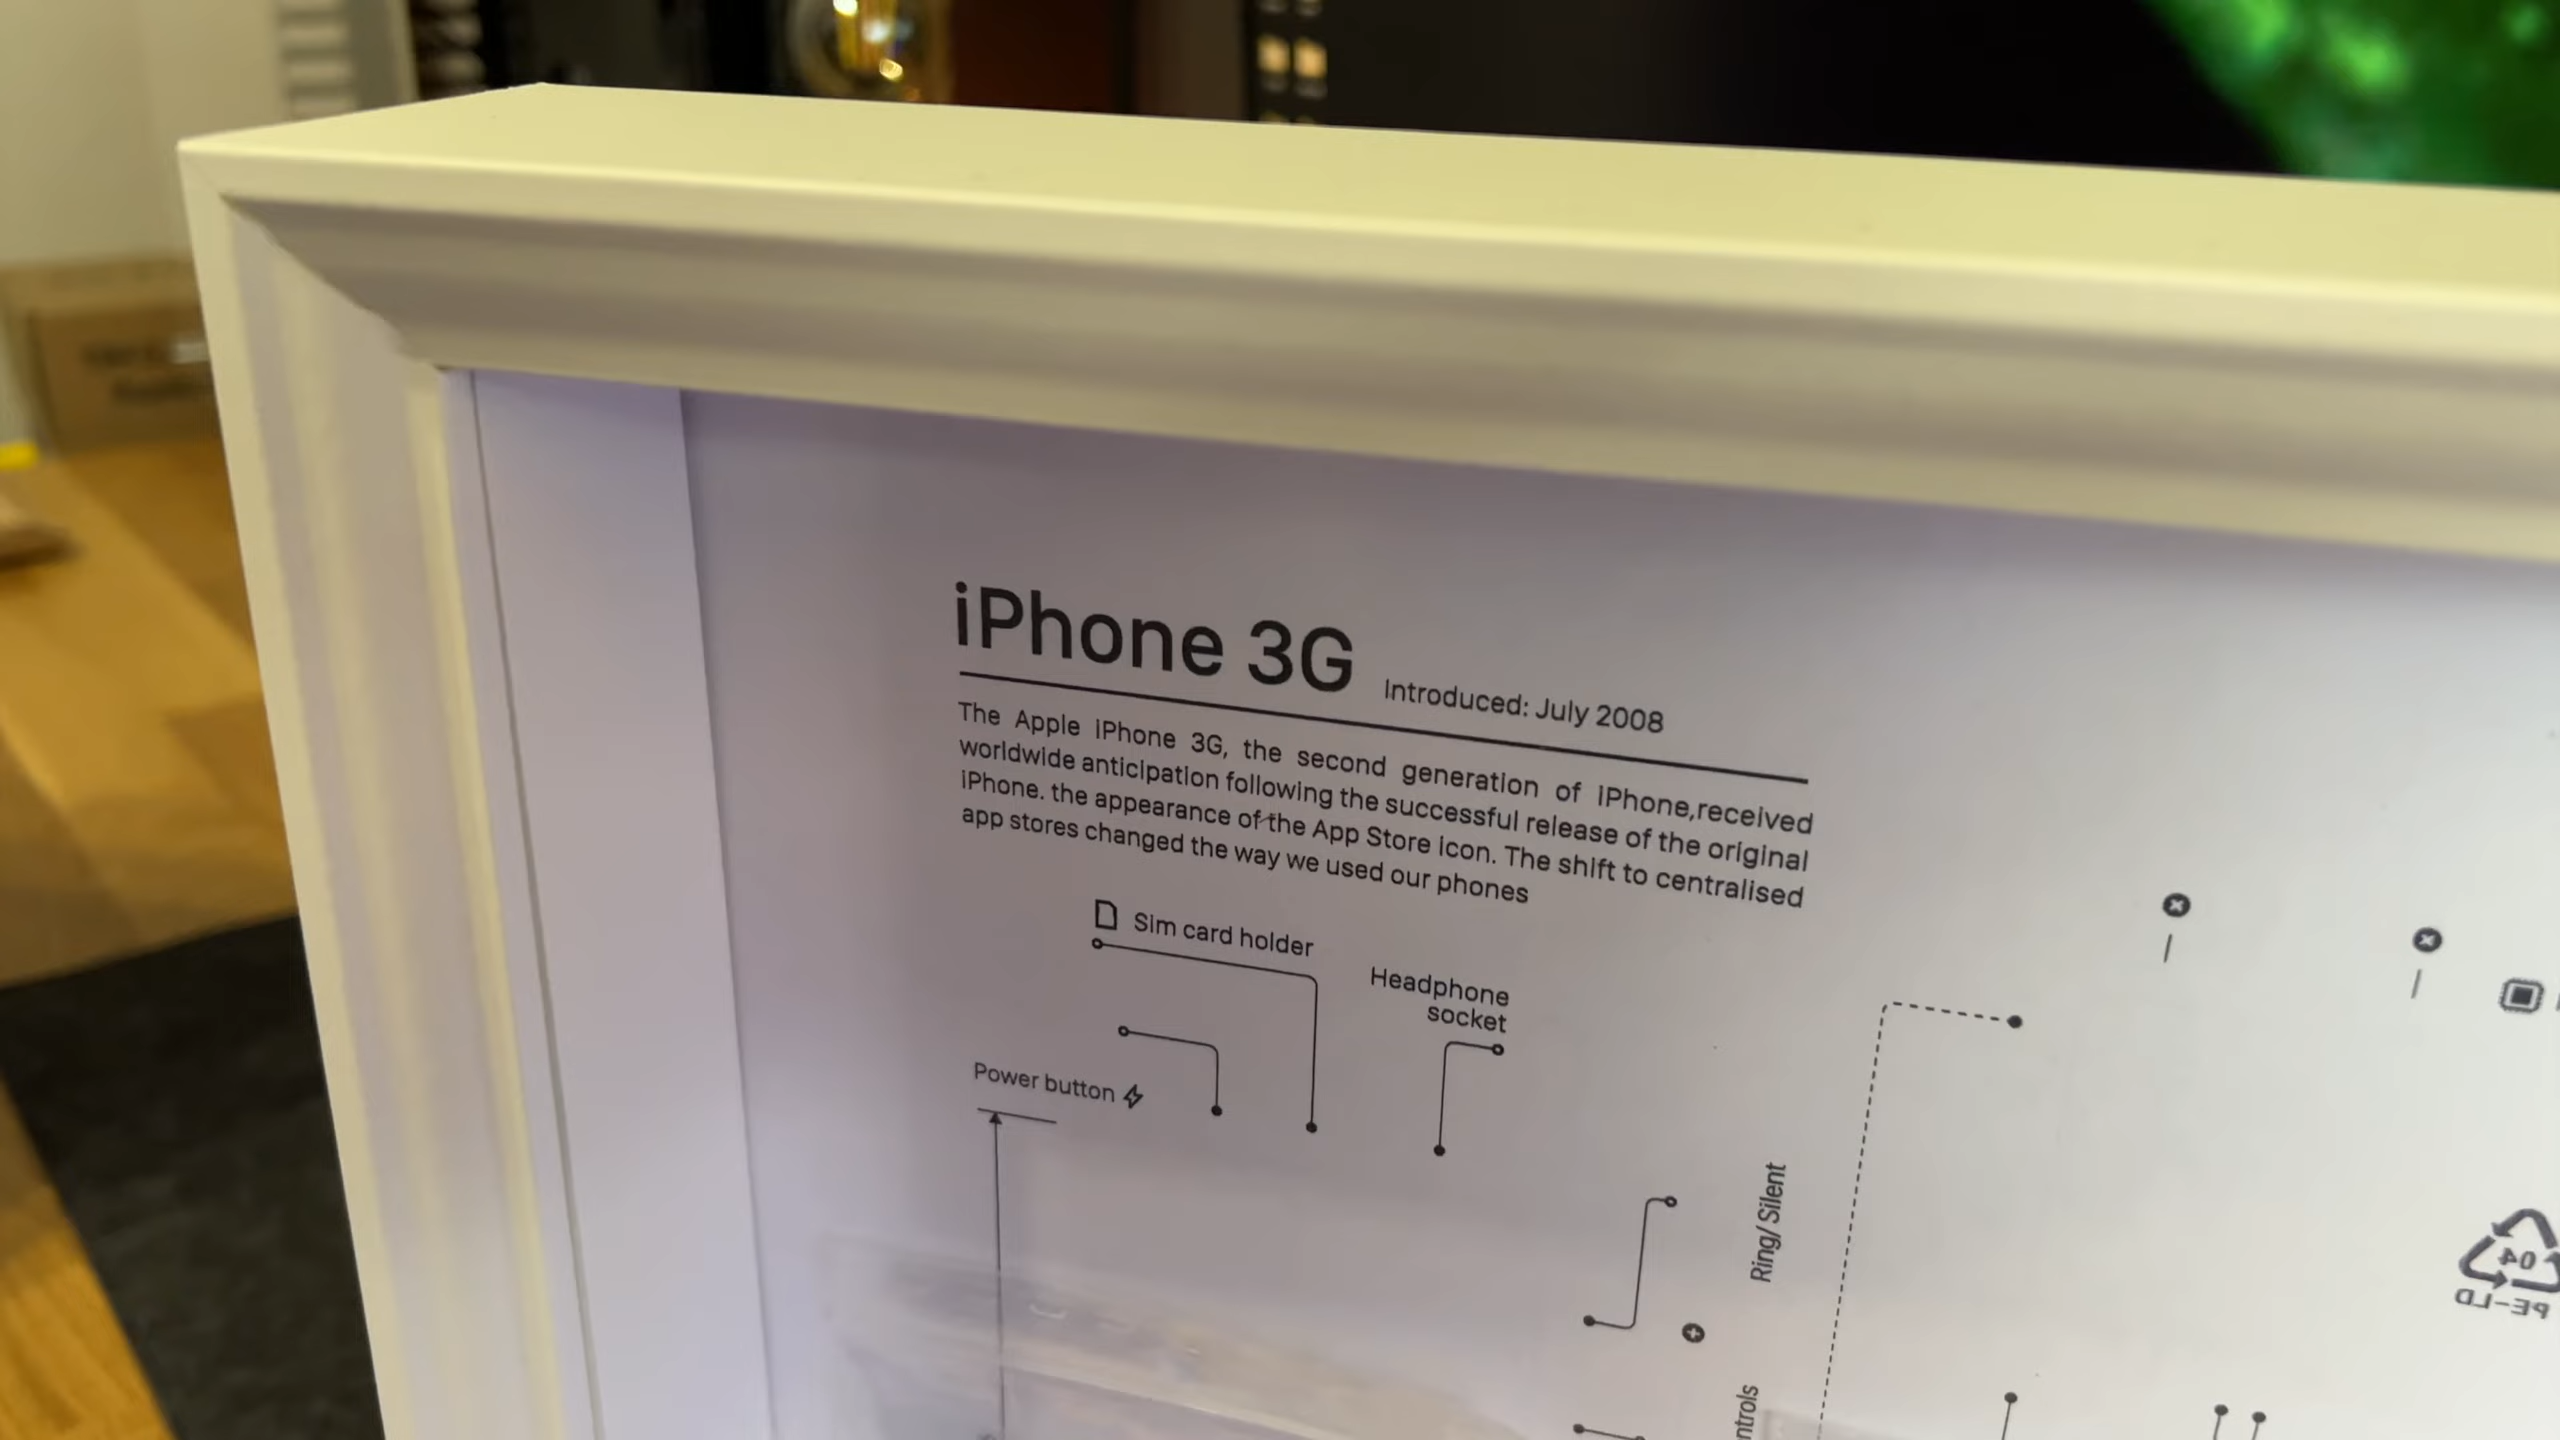 iPhone 3G Introduced: July 2008
The Apple iPhone 3G, the second generation of iPhone,received
worldwide anticipation following the successful release of the original
iPhone. the appearance of the App Store icon. The shift to centralised
app stores changed the way we used our phones
Sim card holder
Headphone
socket
Power button
Ring/ Silent
04
PE-LD